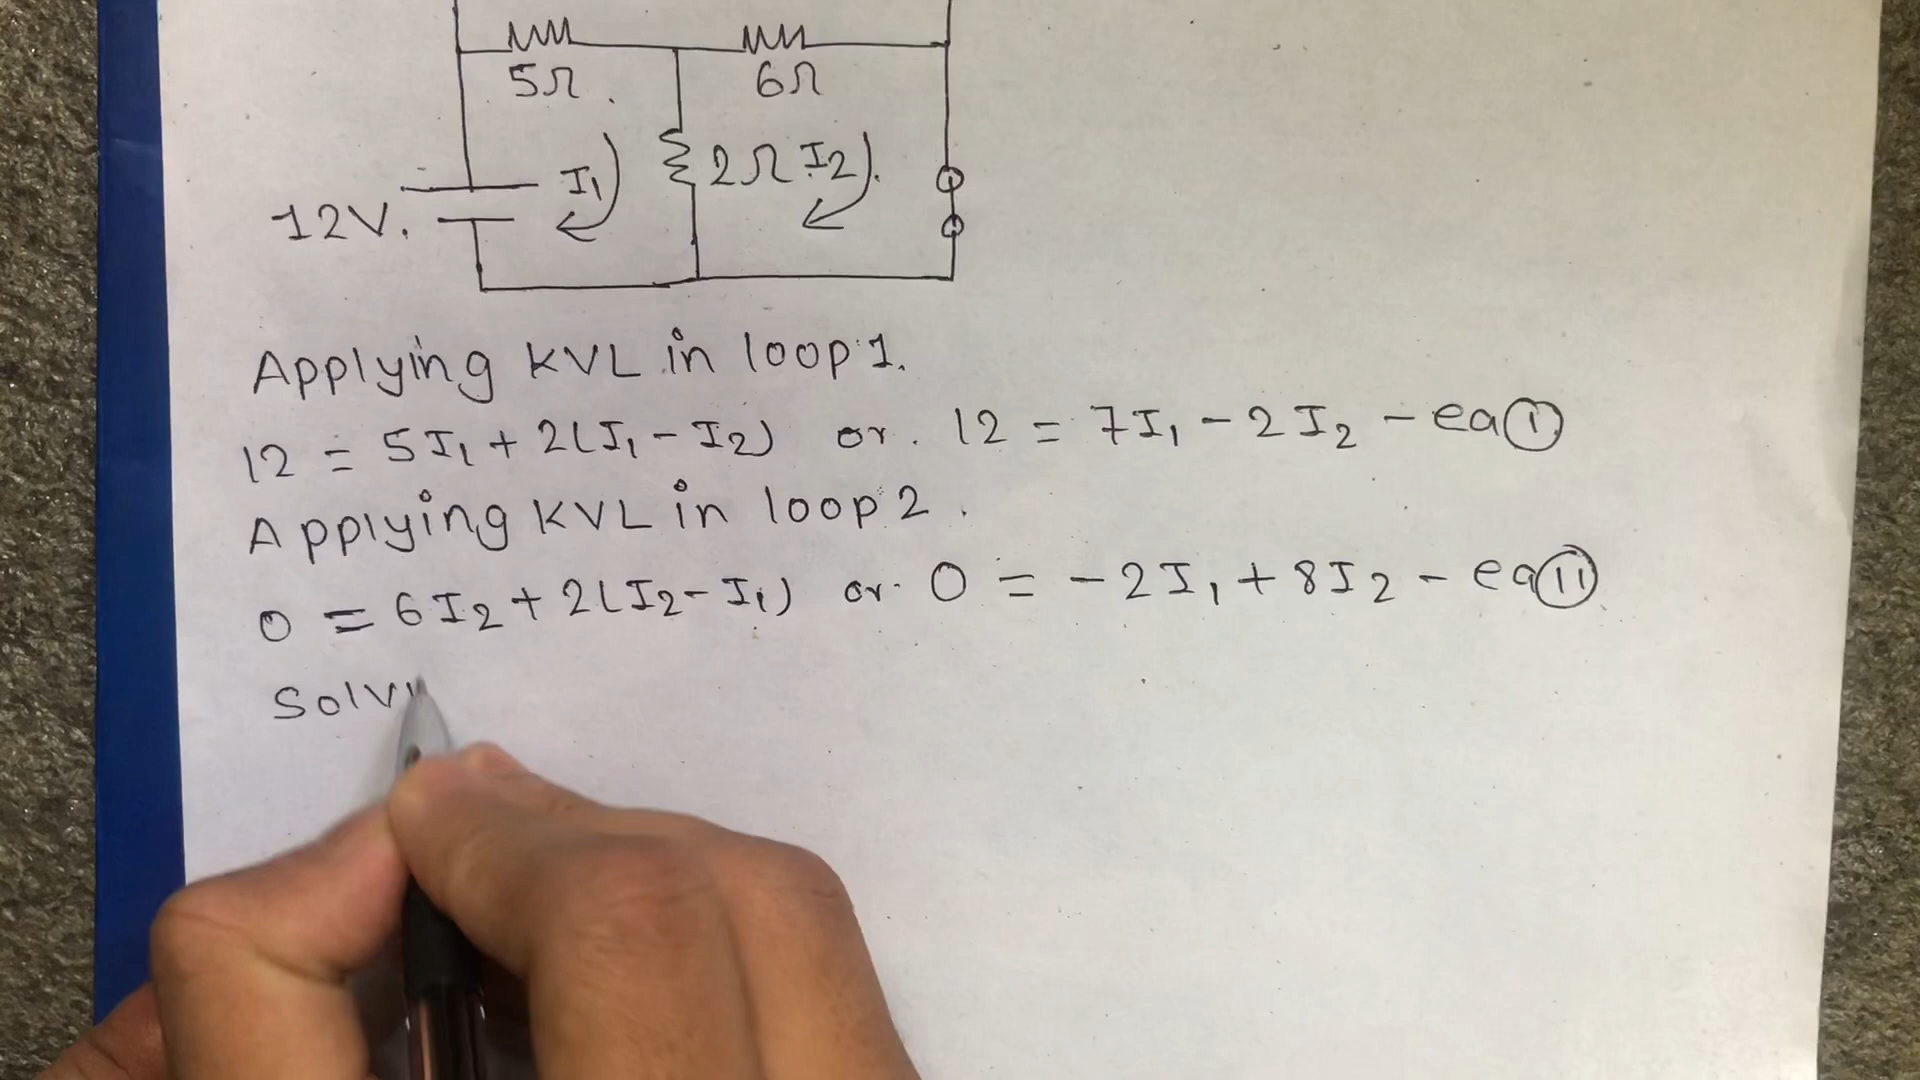 5Ω 6Ω
12V. I1 2Ω I2
Applying KVL in loop 1.
12 = 5I1 + 2(I1 - I2) or. 12 = 7I1 - 2I2 - eq I
Applying KVL in loop 2.
0 = 6I2 + 2(I2 - I1) or. 0 = -2I1 + 8I2 - eq II
Solv